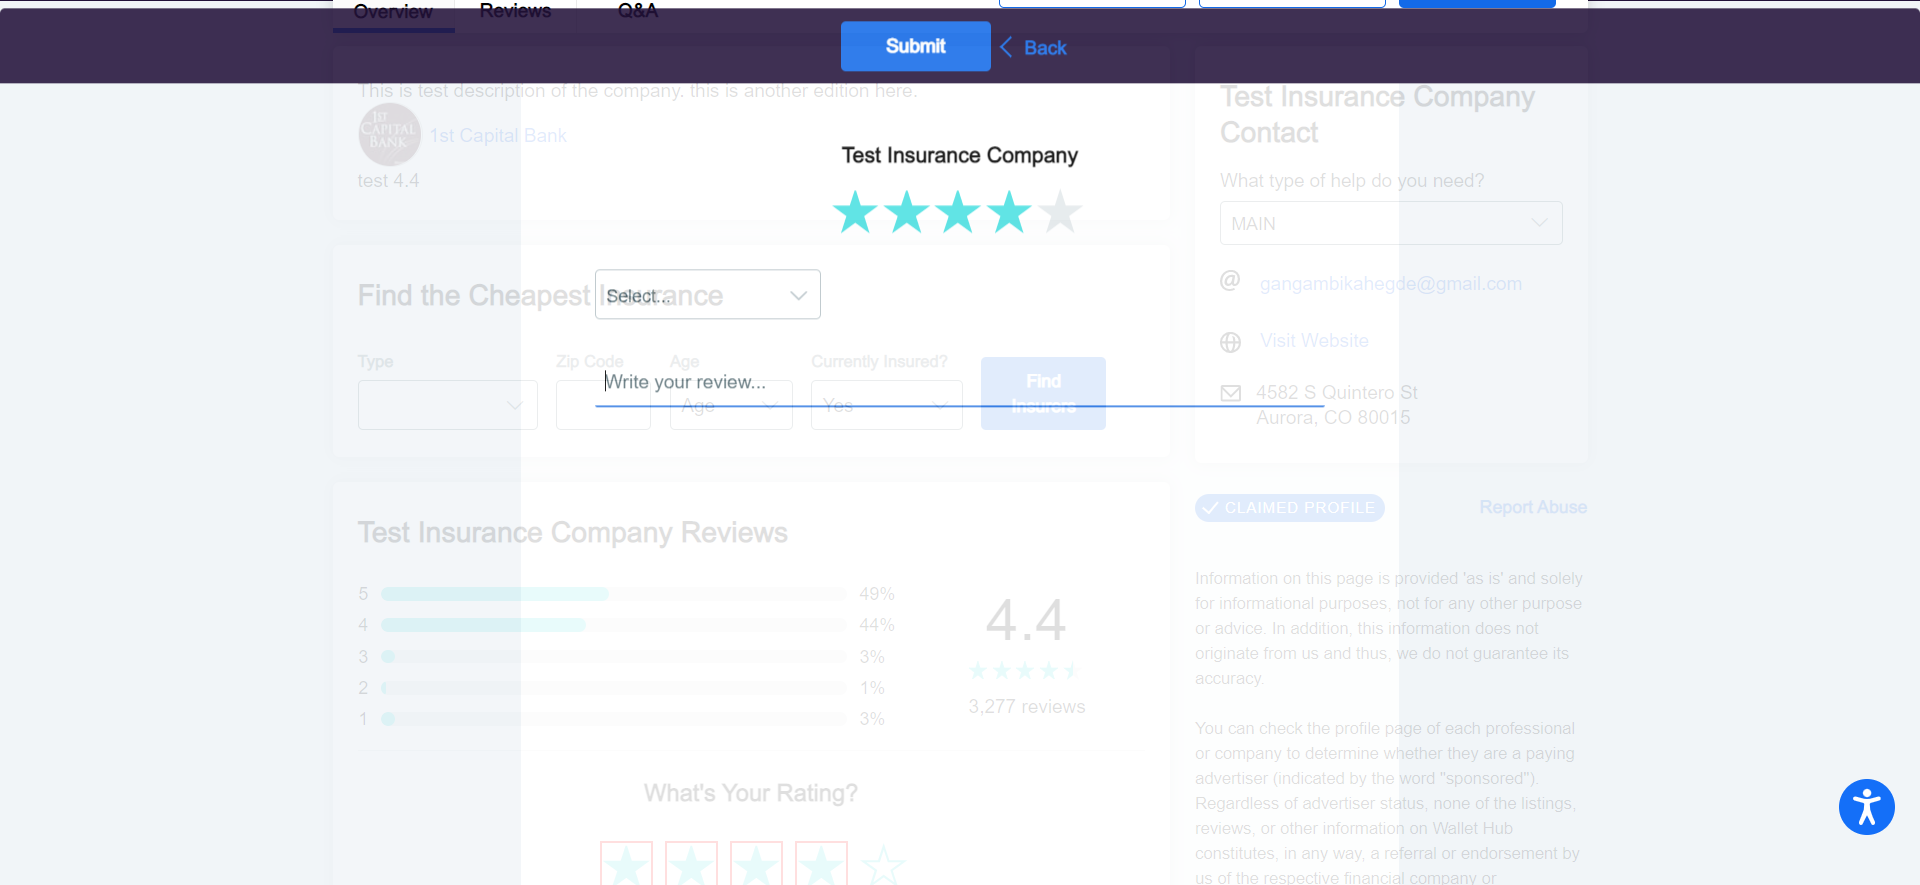 Overview
Reviews
Q&A
Submit
Back
This is test description of the company. this is another edition here.
1ST
CAPITAL
BANK
1st Capital Bank
test 4.4
Test Insurance Company
Test Insurance Company
Contact
What type of help do you need?
MAIN
gangambikahegde@gmail.com
Visit Website
4582 S Quintero St
Aurora, CO 80015
Find the Cheapest Insurance
Select...
Type
Zip Code
Age
Currently Insured?
Age
Yes
Find
Insurers
Write your review...
CLAIMED PROFILE
Report Abuse
Test Insurance Company Reviews
5
49%
4
44%
3
3%
2
1%
1
3%
4.4
3,277 reviews
What's Your Rating?
Information on this page is provided 'as is' and solely
for informational purposes, not for any other purpose
or advice. In addition, this information does not
originate from us and thus, we do not guarantee its
accuracy.
You can check the profile page of each professional
or company to determine whether they are a paying
advertiser (indicated by the word "sponsored").
Regardless of advertiser status, none of the listings,
reviews, or other information on Wallet Hub
constitutes, in any way, a referral or endorsement by
us of the respective financial company or